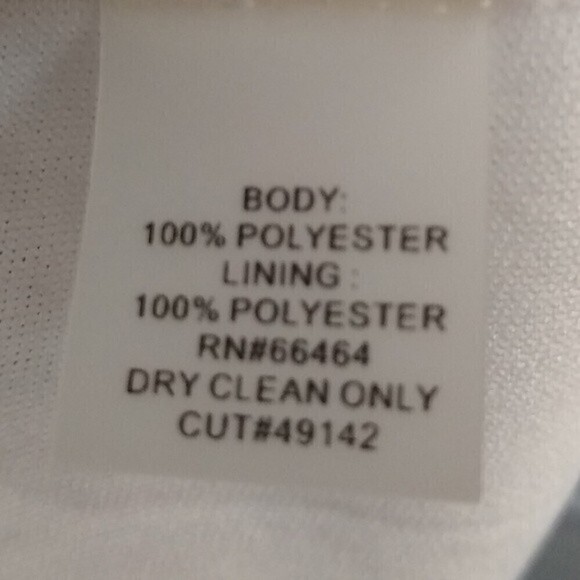 BODY:
100% POLYESTER
LINING :
100% POLYESTER
RN#66464
DRY CLEAN ONLY
CUT#49142